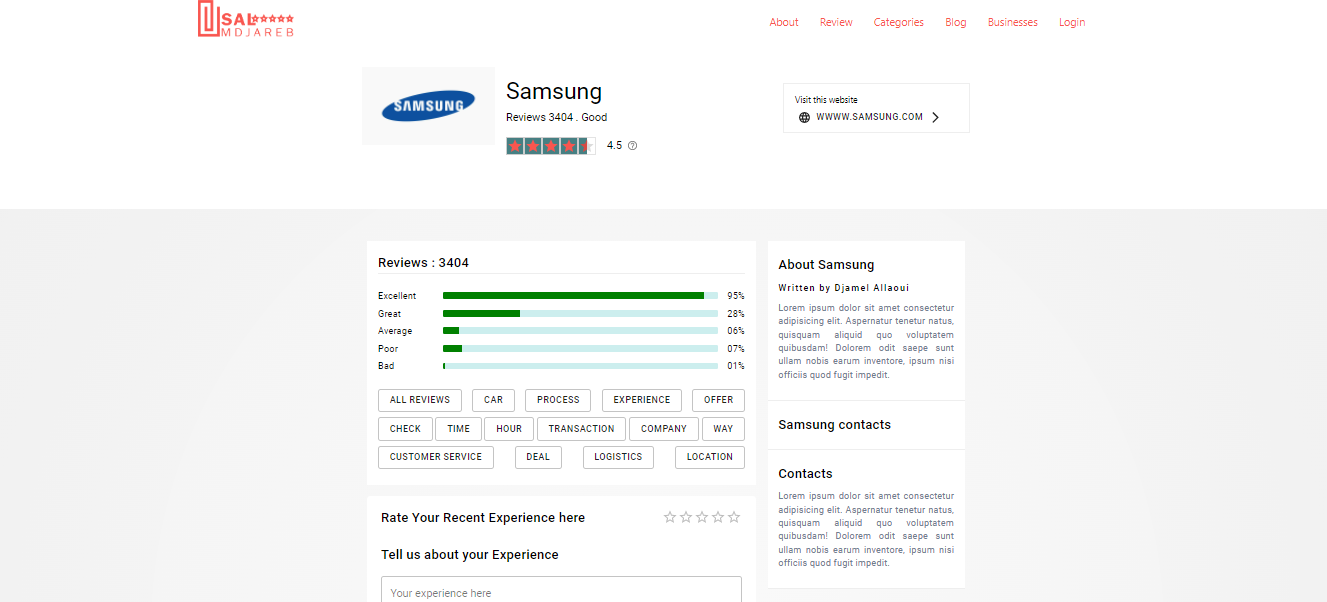 USAL
MDJAREB
About Review Categories Blog Businesses Login
SAMSUNG
Samsung
Reviews 3404 . Good
4.5
Visit this website
WWWW.SAMSUNG.COM
Reviews : 3404
Excellent 95%
Great 28%
Average 06%
Poor 07%
Bad 01%
ALL REVIEWS CAR PROCESS EXPERIENCE OFFER
CHECK TIME HOUR TRANSACTION COMPANY WAY
CUSTOMER SERVICE DEAL LOGISTICS LOCATION
Rate Your Recent Experience here
Tell us about your Experience
Your experience here
About Samsung
Written by Djamel Allaoui
Lorem ipsum dolor sit amet consectetur
adipisicing elit. Aspernatur tenetur natus,
quisquam aliquid quo voluptatem
quibusdam! Dolorem odit saepe sunt
ullam nobis earum inventore, ipsum nisi
officiis quod fugit impedit.
Samsung contacts
Contacts
Lorem ipsum dolor sit amet consectetur
adipisicing elit. Aspernatur tenetur natus,
quisquam aliquid quo voluptatem
quibusdam! Dolorem odit saepe sunt
ullam nobis earum inventore, ipsum nisi
officiis quod fugit impedit.